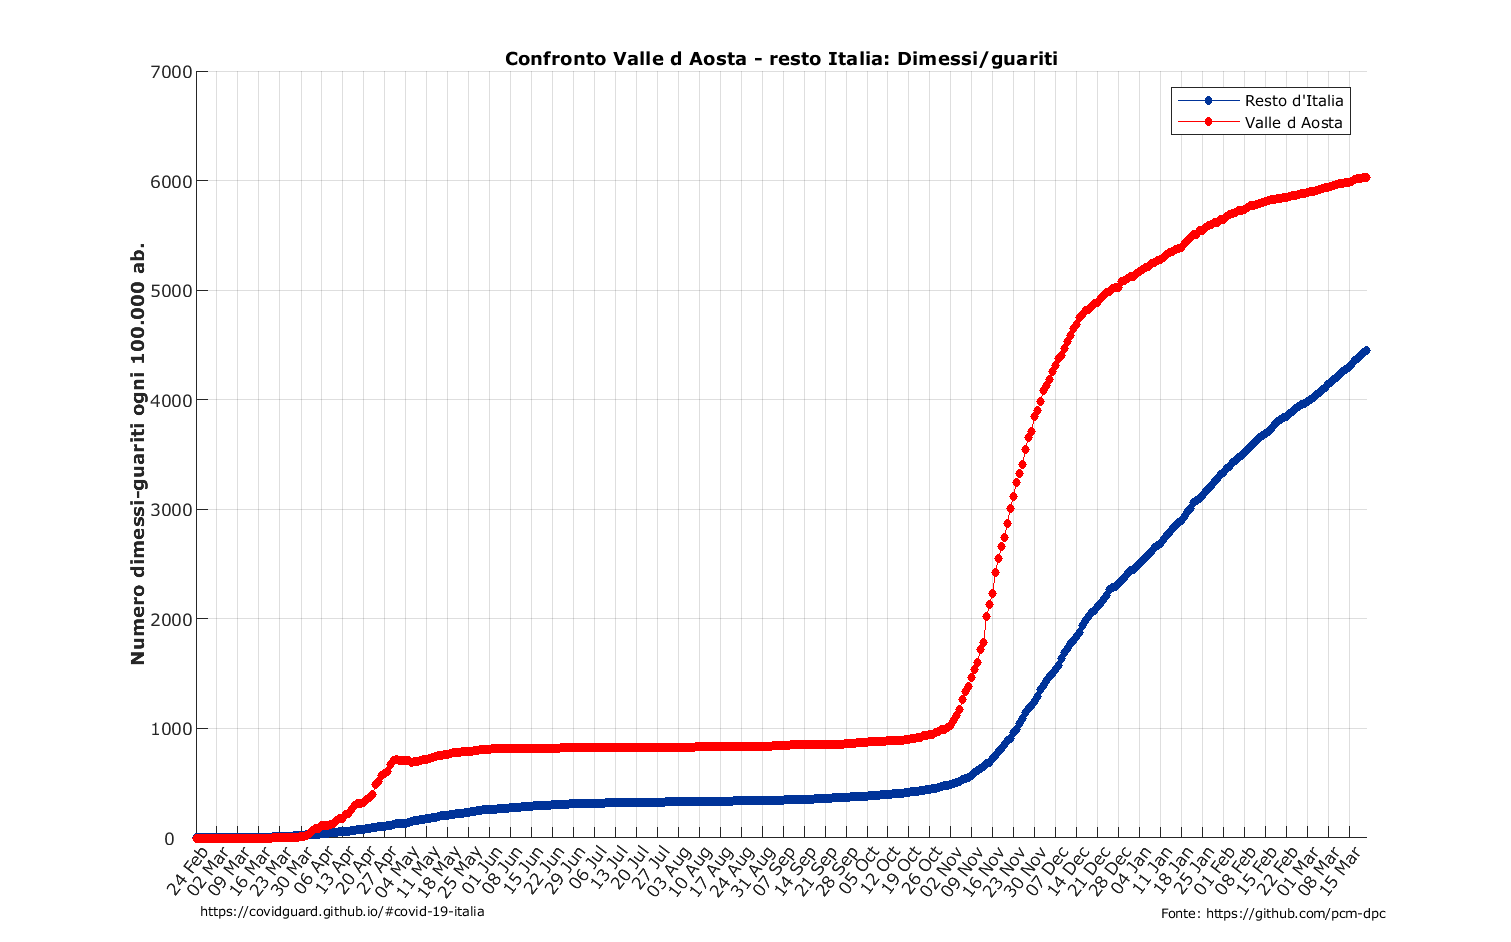 Confronto Valle d Aosta - resto Italia: Dimessi/guariti
Resto d'Italia
Valle d Aosta
Numero dimessi-guariti ogni 100.000 ab.
7000
6000
5000
4000
3000
2000
1000
0
24 Feb
02 Mar
09 Mar
16 Mar
23 Mar
30 Mar
06 Apr
13 Apr
20 Apr
27 Apr
04 May
11 May
18 May
25 May
01 Jun
08 Jun
15 Jun
22 Jun
29 Jun
06 Jul
13 Jul
20 Jul
27 Jul
03 Aug
10 Aug
17 Aug
24 Aug
31 Aug
07 Sep
14 Sep
21 Sep
28 Sep
05 Oct
12 Oct
19 Oct
26 Oct
02 Nov
09 Nov
16 Nov
23 Nov
30 Nov
07 Dec
14 Dec
21 Dec
28 Dec
04 Jan
11 Jan
18 Jan
25 Jan
01 Feb
08 Feb
15 Feb
22 Feb
01 Mar
08 Mar
15 Mar
https://covidguard.github.io/#covid-19-italia
Fonte: https://github.com/pcm-dpc